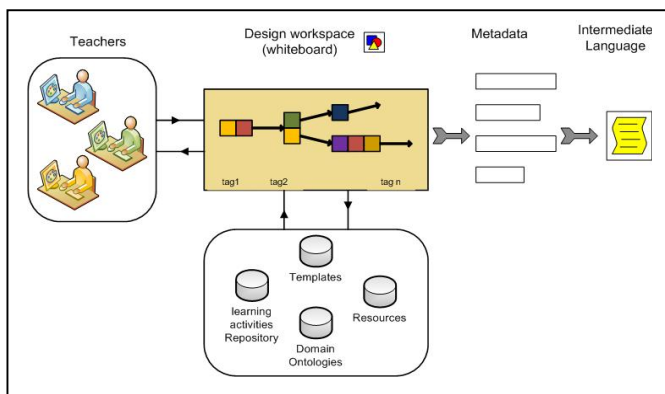 Teachers
Design workspace
(whiteboard)
Metadata
Intermediate
Language
tag1
tag2
tag n
Templates
learning
activities
Repository
Resources
Domain
Ontologies